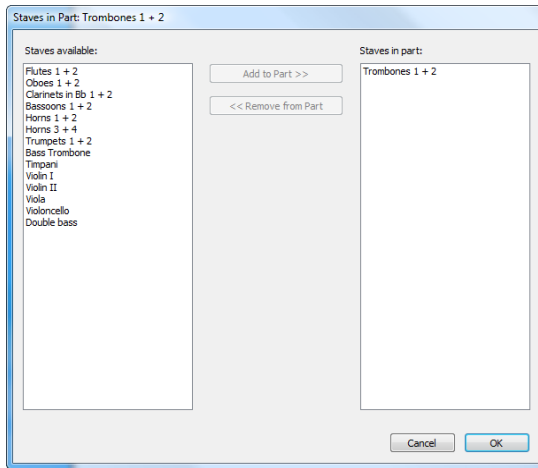 Staves in Part: Trombones 1 + 2
Staves available:
Flutes 1 + 2
Oboes 1 + 2
Clarinets in Bb 1 + 2
Bassoons 1 + 2
Horns 1 + 2
Horns 3 + 4
Trumpets 1 + 2
Bass Trombone
Timpani
Violin I
Violin II
Viola
Violoncello
Double bass
Add to Part >>
<< Remove from Part
Staves in part:
Trombones 1 + 2
Cancel
OK